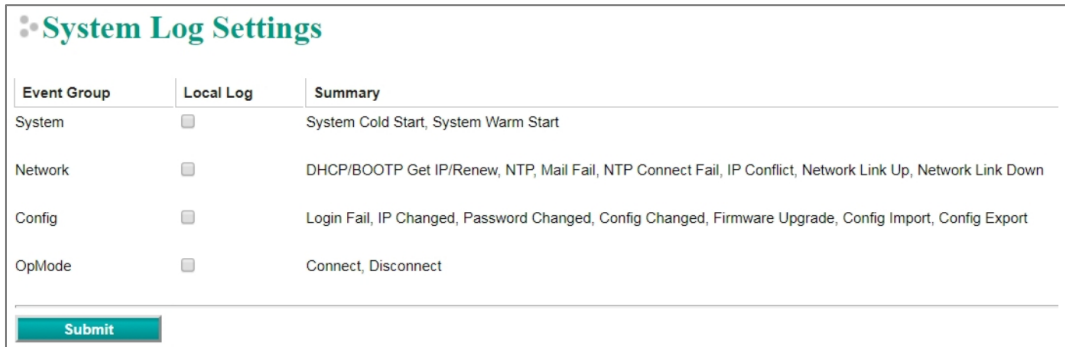 System Log Settings
Event Group Local Log Summary
System System Cold Start, System Warm Start
Network DHCP/BOOTP Get IP/Renew, NTP, Mail Fail, NTP Connect Fail, IP Conflict, Network Link Up, Network Link Down
Config Login Fail, IP Changed, Password Changed, Config Changed, Firmware Upgrade, Config Import, Config Export
OpMode Connect, Disconnect
Submit